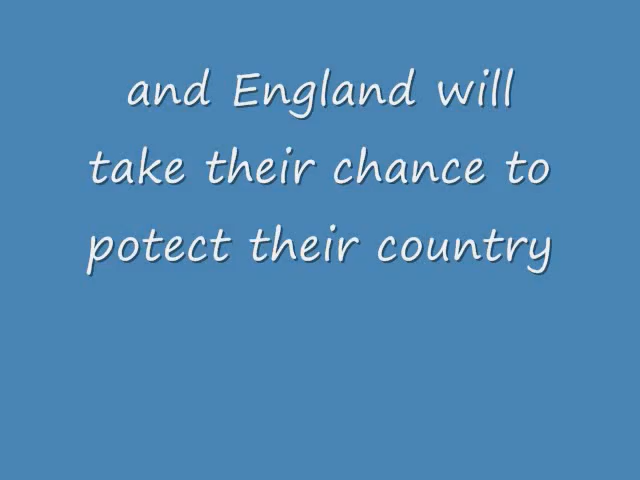 and England will
take their chance to
potect their country